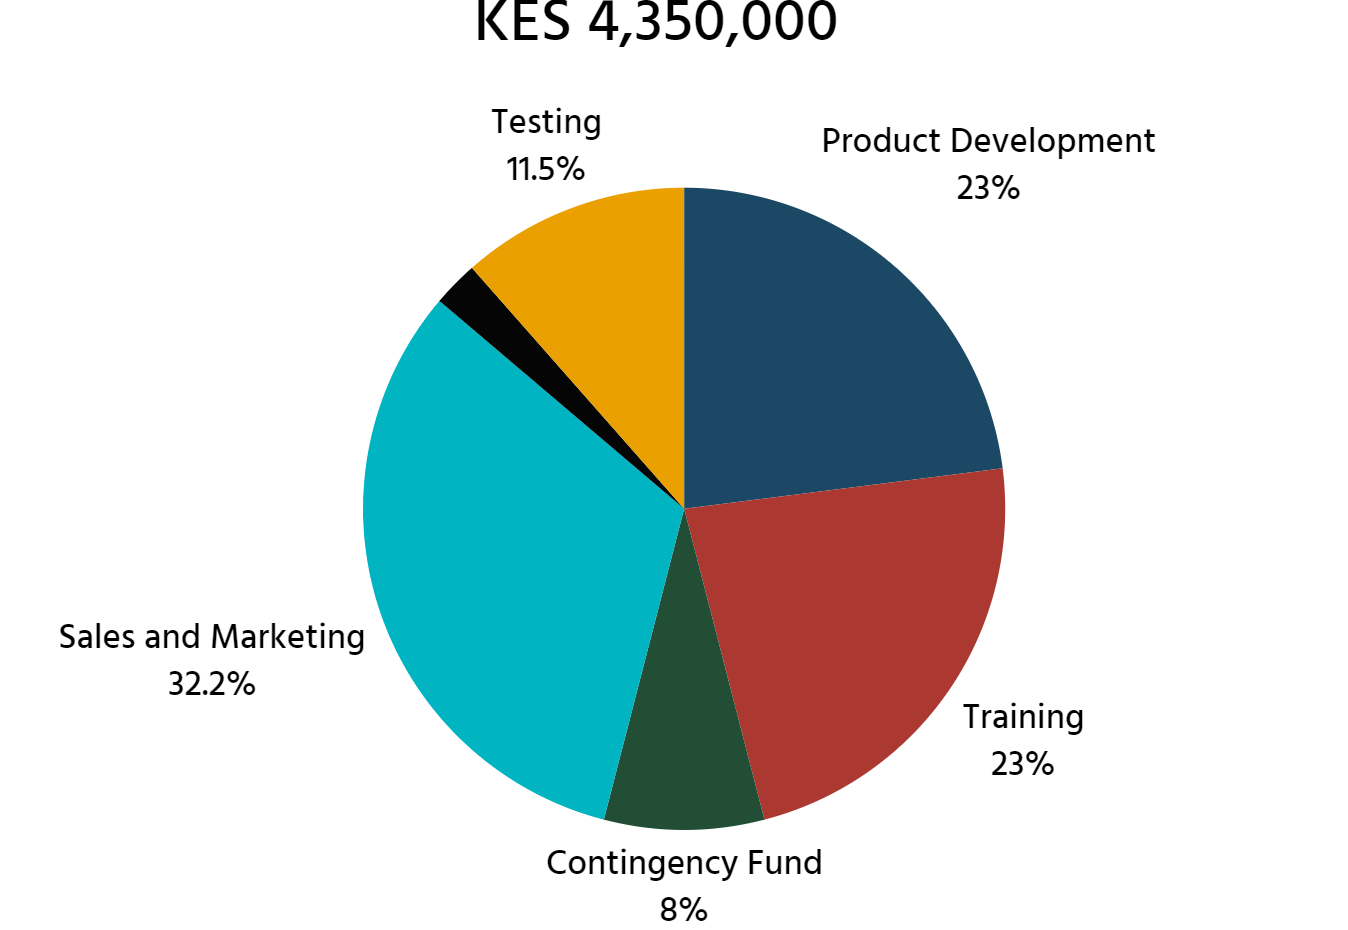 KES 4,350,000
Testing
11.5%
Product Development
23%
Sales and Marketing
32.2%
Training
23%
Contingency Fund
8%